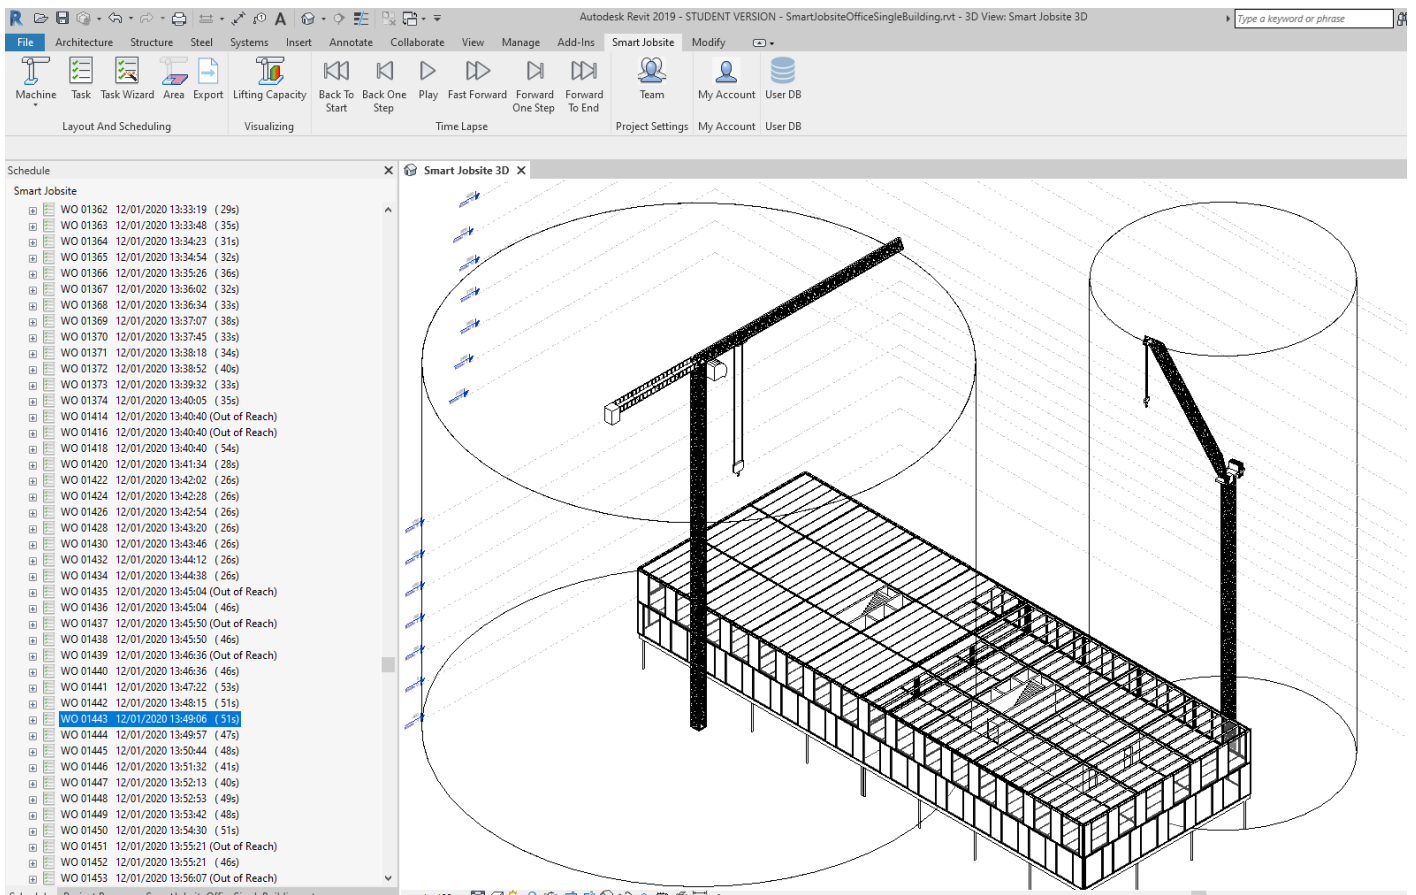 Autodesk Revit 2019 - STUDENT VERSION - SmartJobsiteOfficeSingleBuilding.rvt - 3D View: Smart Jobsite 3D
Type a keyword or phrase
File Architecture Structure Steel Systems Insert Annotate Collaborate View Manage Add-Ins Smart Jobsite Modify
Machine Task Task Wizard Area Export Lifting Capacity Back To Start Back One Step Play Fast Forward Forward One Step Forward To End Team My Account User DB
Layout And Scheduling Visualizing Time Lapse Project Settings My Account User DB
Schedule
Smart Jobsite 3D
Smart Jobsite
WO 01362 12/01/2020 13:33:19 ( 29s)
WO 01363 12/01/2020 13:33:48 ( 35s)
WO 01364 12/01/2020 13:34:23 ( 31s)
WO 01365 12/01/2020 13:34:54 ( 32s)
WO 01366 12/01/2020 13:35:26 ( 36s)
WO 01367 12/01/2020 13:36:02 ( 32s)
WO 01368 12/01/2020 13:36:34 ( 33s)
WO 01369 12/01/2020 13:37:07 ( 38s)
WO 01370 12/01/2020 13:37:45 ( 33s)
WO 01371 12/01/2020 13:38:18 ( 34s)
WO 01372 12/01/2020 13:38:52 ( 40s)
WO 01373 12/01/2020 13:39:32 ( 33s)
WO 01374 12/01/2020 13:40:05 ( 35s)
WO 01414 12/01/2020 13:40:40 (Out of Reach)
WO 01416 12/01/2020 13:40:40 (Out of Reach)
WO 01418 12/01/2020 13:40:40 ( 54s)
WO 01420 12/01/2020 13:41:34 ( 28s)
WO 01422 12/01/2020 13:42:02 ( 26s)
WO 01424 12/01/2020 13:42:28 ( 26s)
WO 01426 12/01/2020 13:42:54 ( 26s)
WO 01428 12/01/2020 13:43:20 ( 26s)
WO 01430 12/01/2020 13:43:46 ( 26s)
WO 01432 12/01/2020 13:44:12 ( 26s)
WO 01434 12/01/2020 13:44:38 ( 26s)
WO 01435 12/01/2020 13:45:04 (Out of Reach)
WO 01436 12/01/2020 13:45:04 ( 46s)
WO 01437 12/01/2020 13:45:50 (Out of Reach)
WO 01438 12/01/2020 13:45:50 ( 46s)
WO 01439 12/01/2020 13:46:36 (Out of Reach)
WO 01440 12/01/2020 13:46:36 ( 46s)
WO 01441 12/01/2020 13:47:22 ( 53s)
WO 01442 12/01/2020 13:48:15 ( 51s)
WO 01443 12/01/2020 13:49:06 ( 51s)
WO 01444 12/01/2020 13:49:57 ( 47s)
WO 01445 12/01/2020 13:50:44 ( 48s)
WO 01446 12/01/2020 13:51:32 ( 41s)
WO 01447 12/01/2020 13:52:13 ( 40s)
WO 01448 12/01/2020 13:52:53 ( 49s)
WO 01449 12/01/2020 13:53:42 ( 48s)
WO 01450 12/01/2020 13:54:30 ( 51s)
WO 01451 12/01/2020 13:55:21 (Out of Reach)
WO 01452 12/01/2020 13:55:21 ( 46s)
WO 01453 12/01/2020 13:56:07 (Out of Reach)